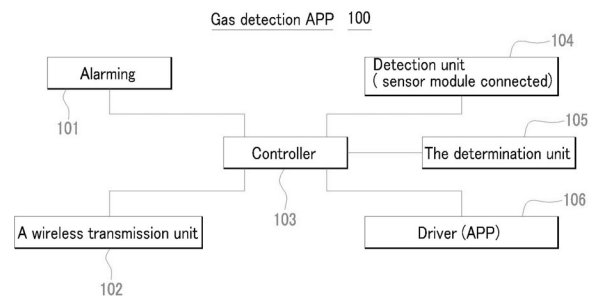 Gas detection APP 100
104
Alarming
Detection unit
( sensor module connected)
101
105
Controller
The determination unit
103
106
A wireless transmission unit
Driver (APP)
102